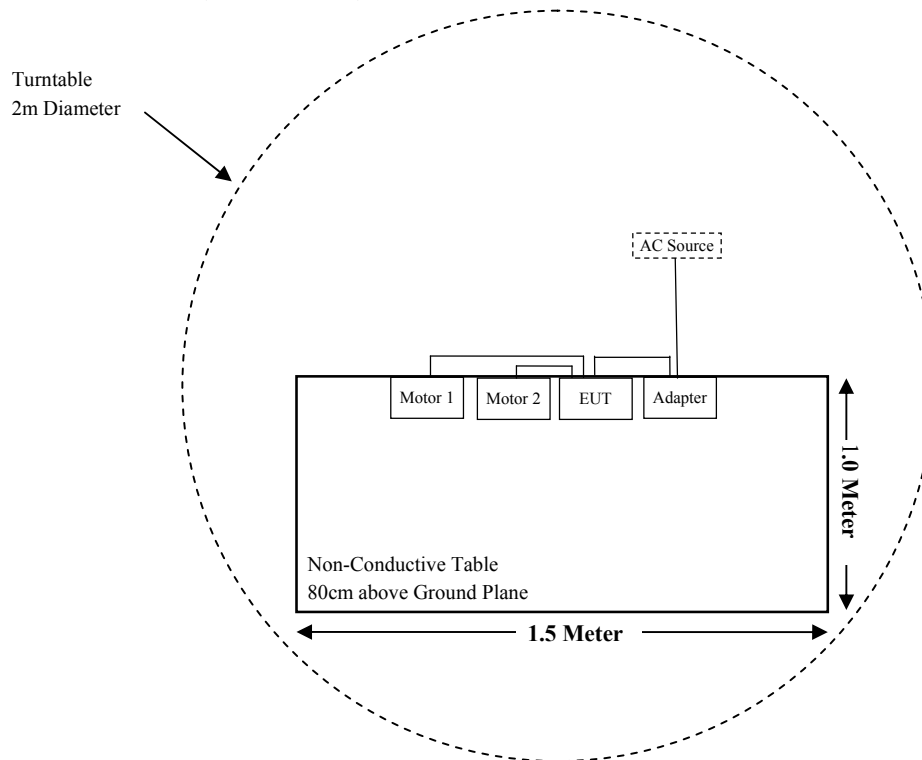 Turntable
2m Diameter
AC Source
Motor 1
Motor 2
EUT
Adapter
1.0 Meter
Non-Conductive Table
80cm above Ground Plane
1.5 Meter